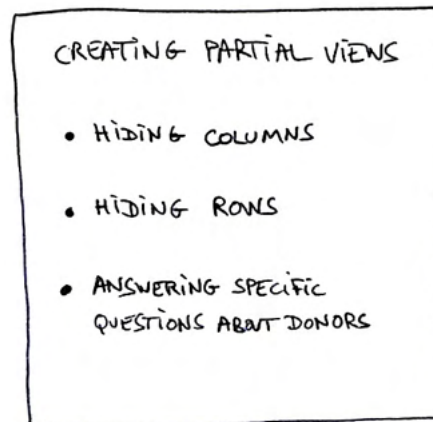 CREATING PARTIAL VIEWS
• HIDING COLUMNS
• HIDING ROWS
• ANSWERING SPECIFIC
QUESTIONS ABOUT DONORS